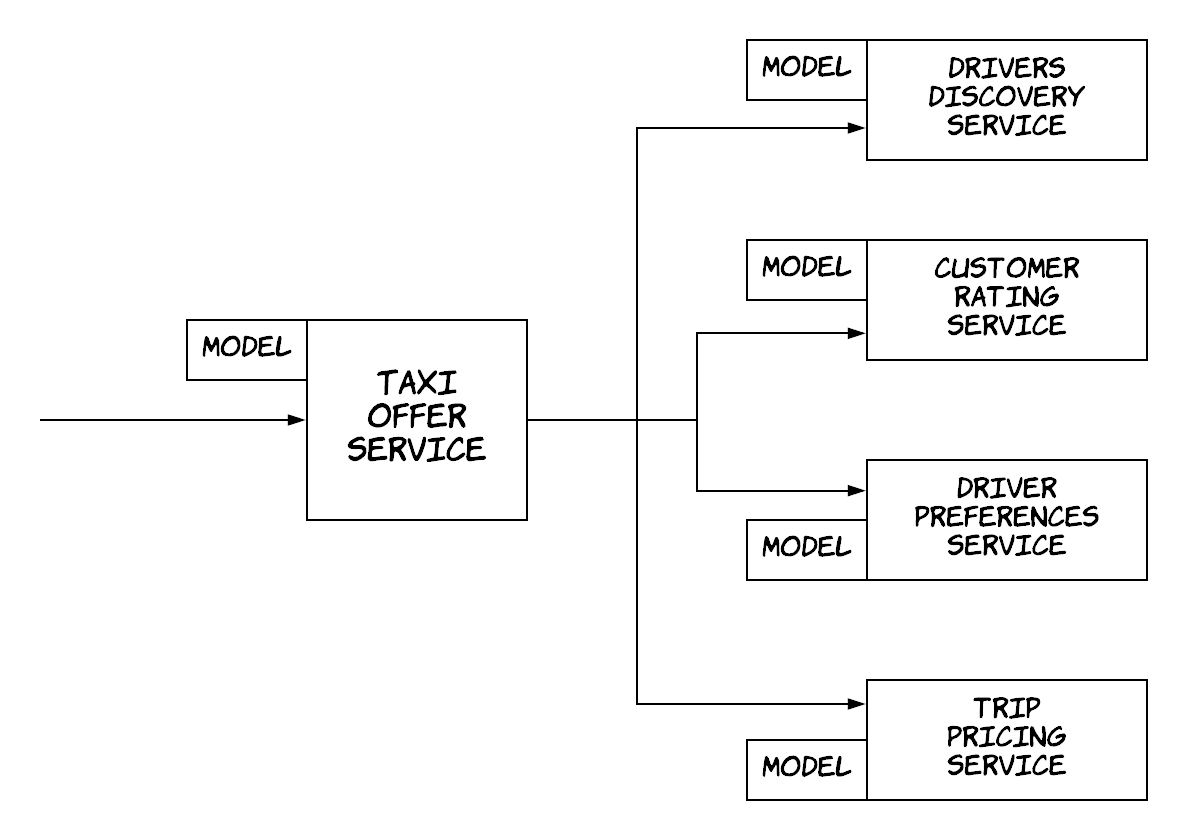 MODEL
DRIVERS
DISCOVERY
SERVICE
MODEL
CUSTOMER
RATING
SERVICE
MODEL
TAXI
OFFER
SERVICE
DRIVER
PREFERENCES
SERVICE
MODEL
TRIP
PRICING
SERVICE
MODEL